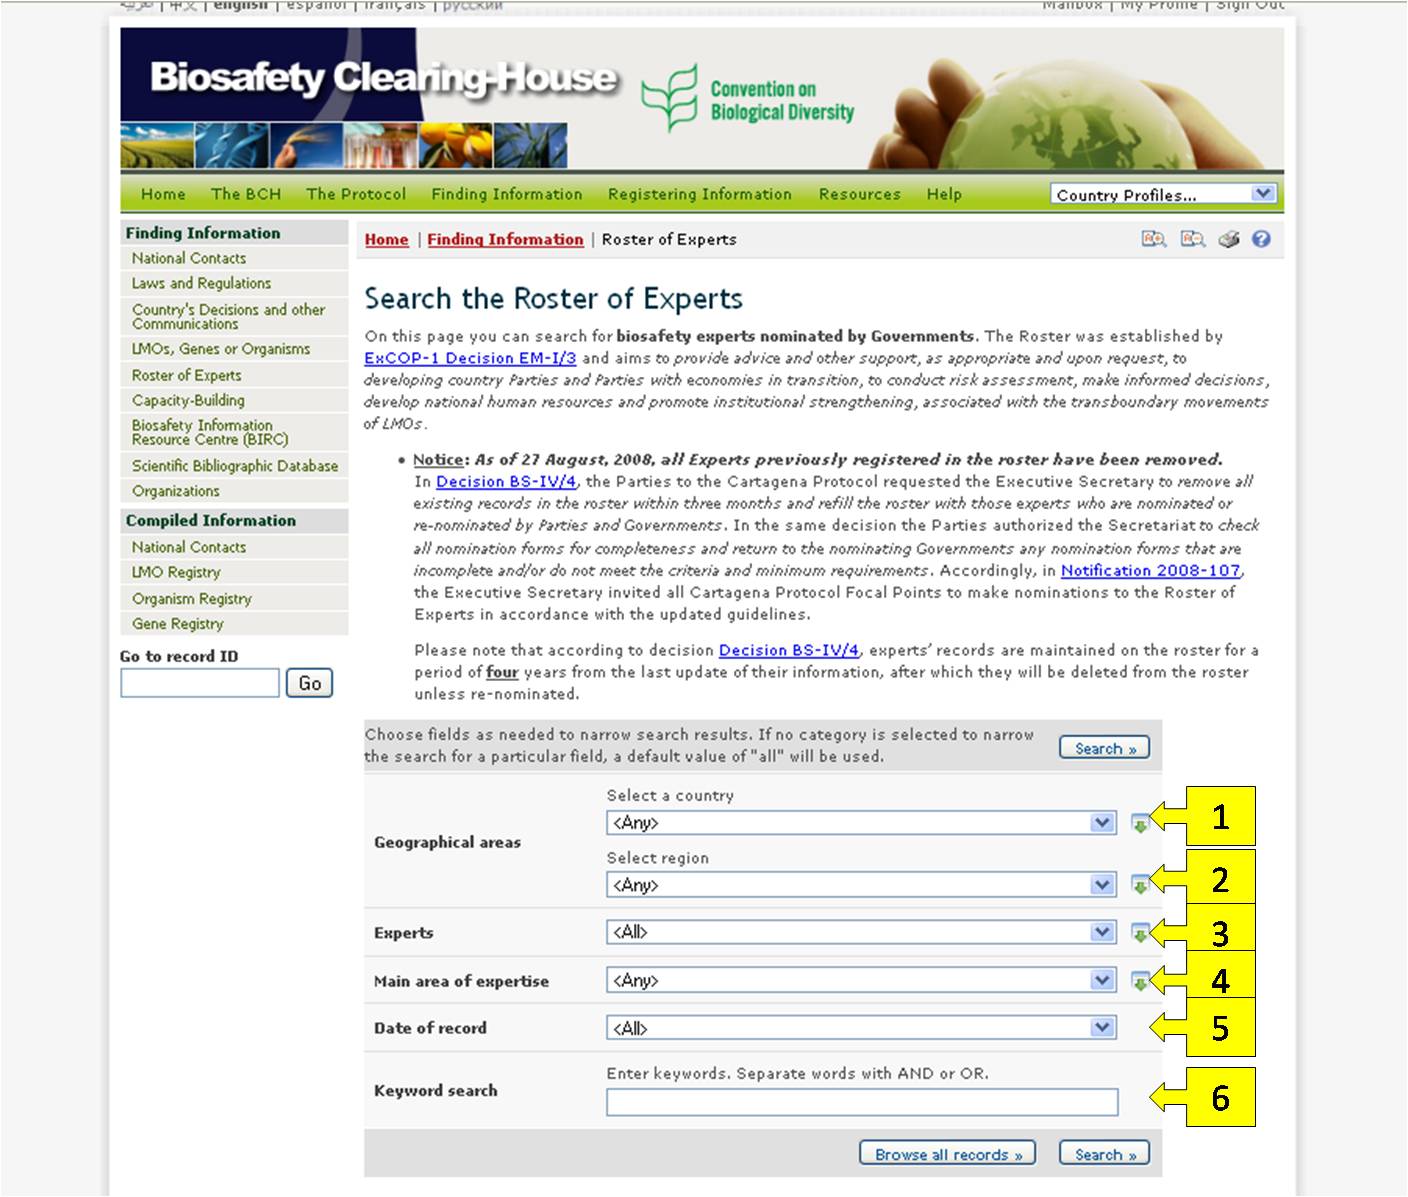 english | español | français | русский
Mailbox | My Profile | Sign Out
Biosafety Clearing-House
Convention on
Biological Diversity
Home The BCH The Protocol Finding Information Registering Information Resources Help Country Profiles...
Finding Information
National Contacts
Laws and Regulations
Country's Decisions and other
Communications
LMOs, Genes or Organisms
Roster of Experts
Capacity-Building
Biosafety Information
Resource Centre (BIRC)
Scientific Bibliographic Database
Organizations
Compiled Information
National Contacts
LMO Registry
Organism Registry
Gene Registry
Go to record ID
Go
Home | Finding Information | Roster of Experts
Search the Roster of Experts
On this page you can search for biosafety experts nominated by Governments. The Roster was established by
ExCOP-1 Decision EM-I/3 and aims to provide advice and other support, as appropriate and upon request, to
developing country Parties and Parties with economies in transition, to conduct risk assessment, make informed decisions,
develop national human resources and promote institutional strengthening, associated with the transboundary movements
of LMOs.
• Notice: As of 27 August, 2008, all Experts previously registered in the roster have been removed.
In Decision BS-IV/4, the Parties to the Cartagena Protocol requested the Executive Secretary to remove all
existing records in the roster within three months and refill the roster with those experts who are nominated or
re-nominated by Parties and Governments. In the same decision the Parties authorized the Secretariat to check
all nomination forms for completeness and return to the nominating Governments any nomination forms that are
incomplete and/or do not meet the criteria and minimum requirements. Accordingly, in Notification 2008-107,
the Executive Secretary invited all Cartagena Protocol Focal Points to make nominations to the Roster of
Experts in accordance with the updated guidelines.
Please note that according to decision Decision BS-IV/4, experts' records are maintained on the roster for a
period of four years from the last update of their information, after which they will be deleted from the roster
unless re-nominated.
Choose fields as needed to narrow search results. If no category is selected to narrow
the search for a particular field, a default value of "all" will be used.
Search »
Geographical areas
Select a country
<Any>
1
Select region
<Any>
2
Experts
<All>
3
Main area of expertise
<Any>
4
Date of record
<All>
5
Keyword search
Enter keywords. Separate words with AND or OR.
6
Browse all records »
Search »